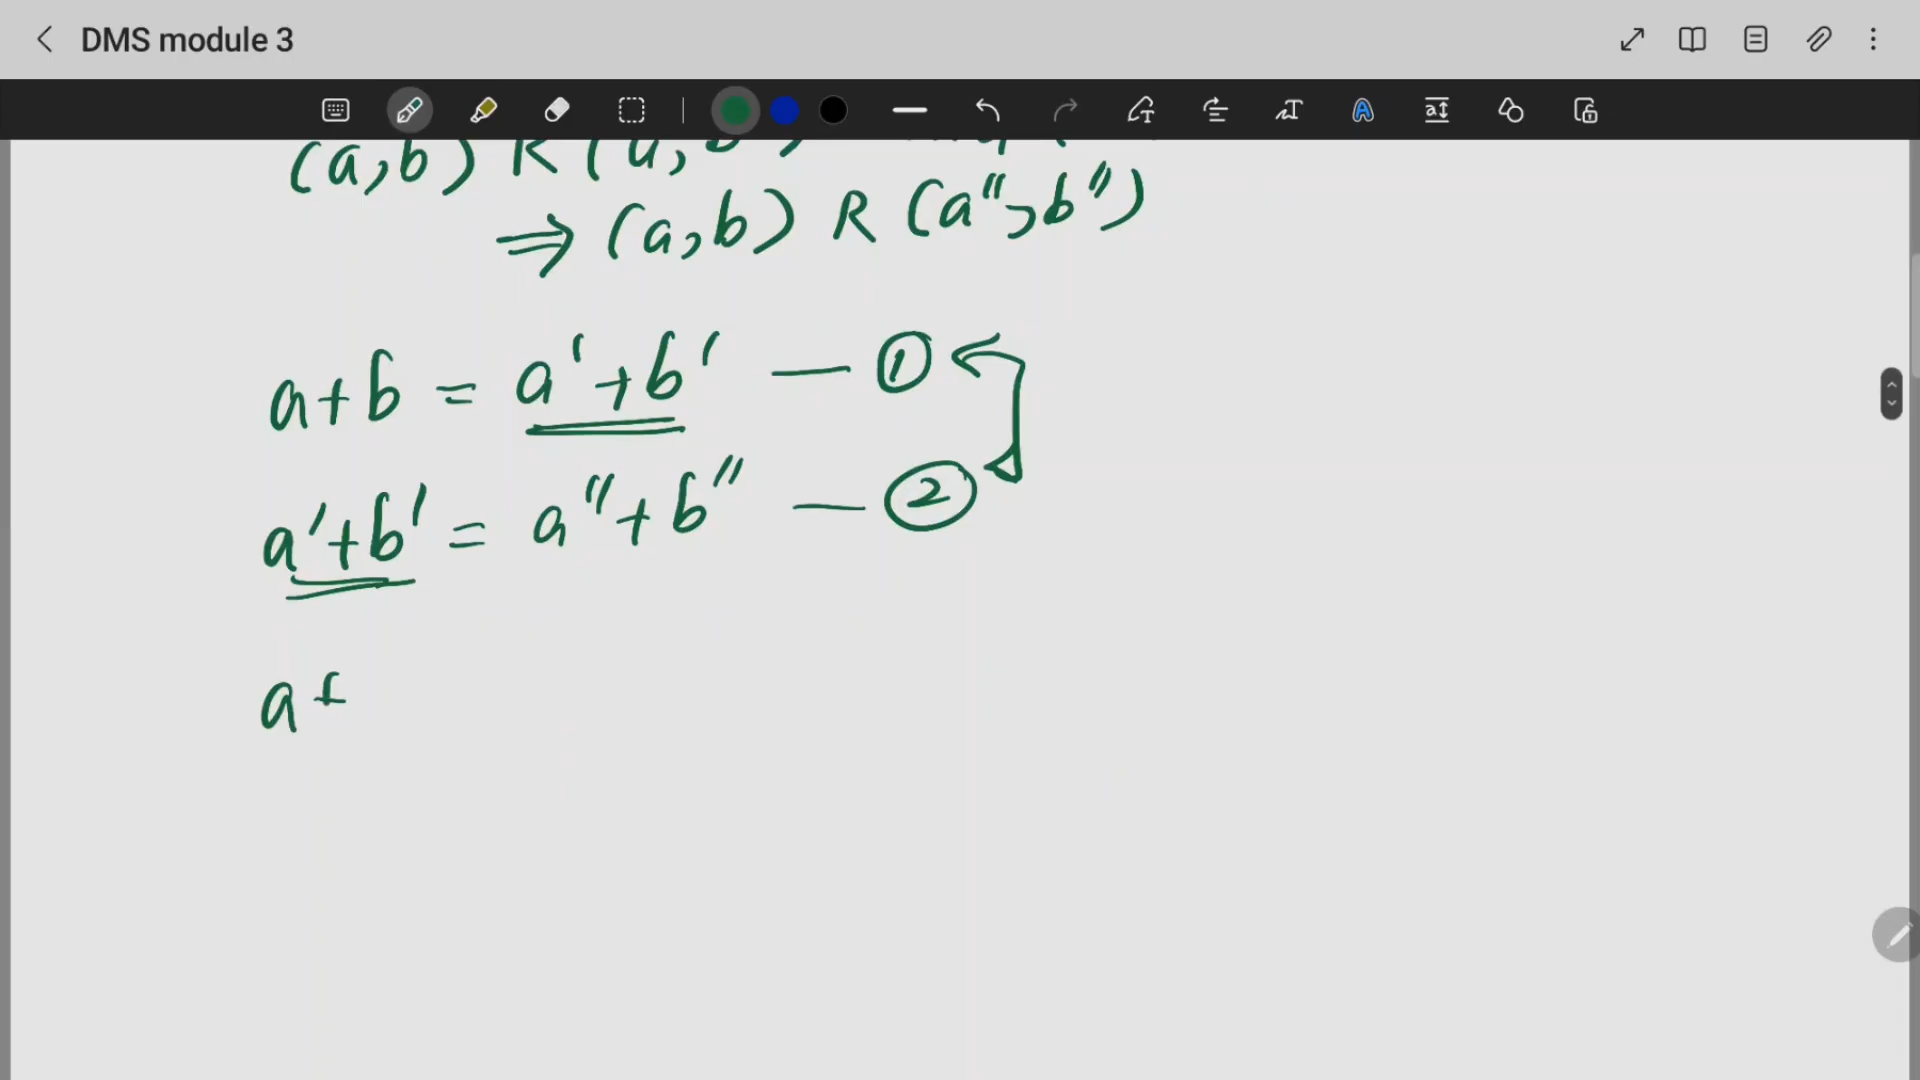 DMS module 3
(a,b) R (a,b
⇒ (a,b) R (a",b")
a+b = a'+b' — ①
a'+b' = a"+b" — ②
a +